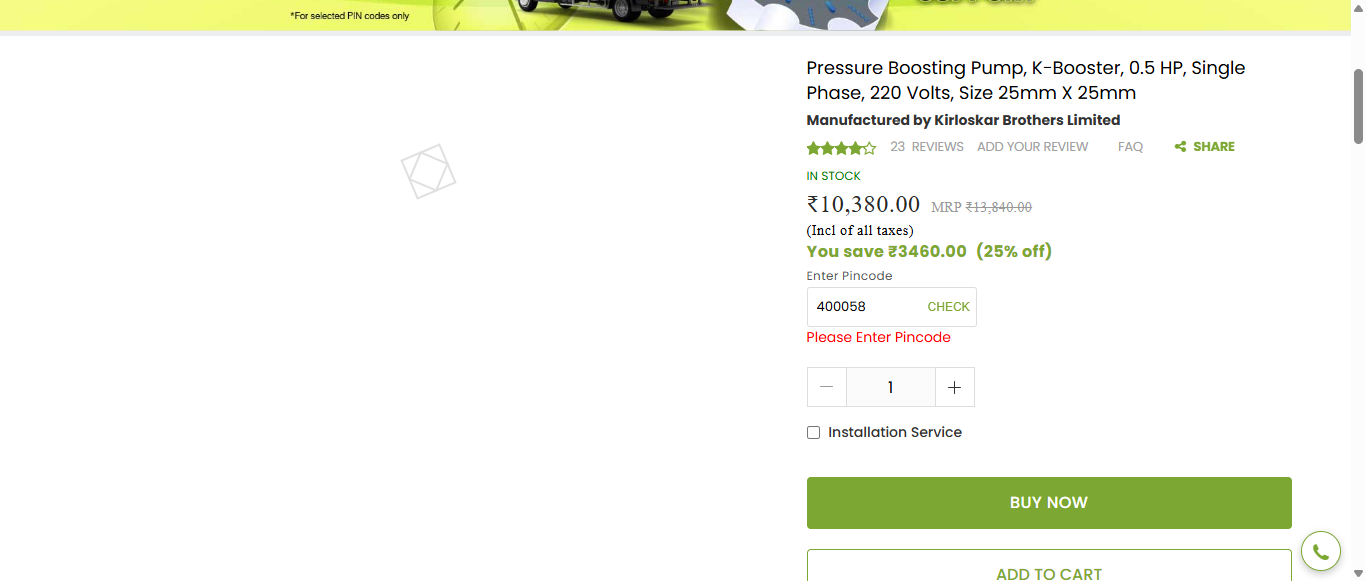 *For selected PIN codes only
Pressure Boosting Pump, K-Booster, 0.5 HP, Single
Phase, 220 Volts, Size 25mm X 25mm
Manufactured by Kirloskar Brothers Limited
23 REVIEWS ADD YOUR REVIEW FAQ SHARE
IN STOCK
₹10,380.00 MRP ₹13,840.00
(Incl of all taxes)
You save ₹3460.00 (25% off)
Enter Pincode
400058 CHECK
Please Enter Pincode
1
Installation Service
BUY NOW
ADD TO CART